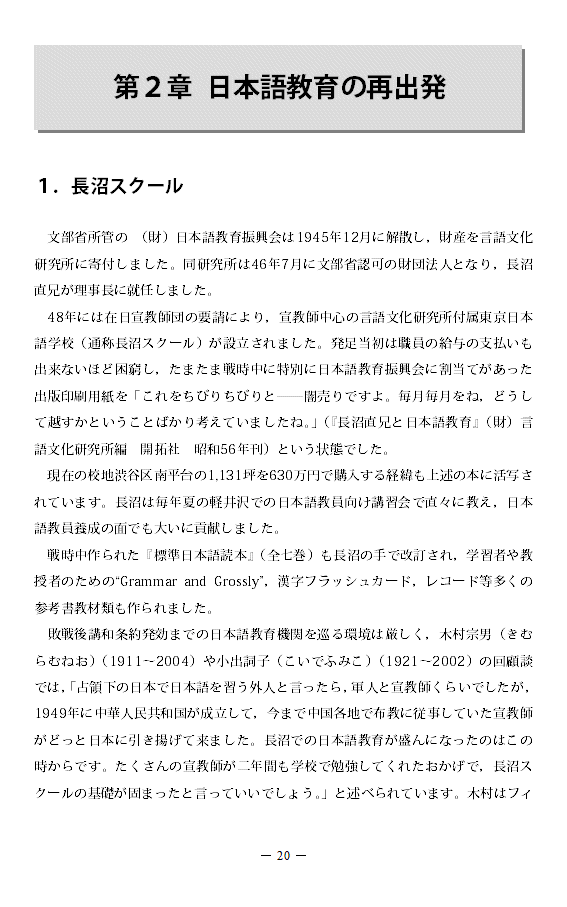 第２章 日本語教育の再出発
１．長沼スクール
文部省所管の （財）日本語教育振興会は1945年12月に解散し，財産を言語文化
研究所に寄付しました。同研究所は46年7月に文部省認可の財団法人となり，長沼
直兄が理事長に就任しました。
48年には在日宣教師団の要請により，宣教師中心の言語文化研究所付属東京日本
語学校（通称長沼スクール）が設立されました。発足当初は職員の給与の支払いも
出来ないほど困窮し，たまたま戦時中に特別に日本語教育振興会に割当てがあった
出版印刷用紙を「これをちびりちびりと――闇売りですよ。毎月毎月をね，どうし
て越すかということばかり考えていましたね。」（『長沼直兄と日本語教育』（財）言
語文化研究所編　開拓社　昭和56年刊）という状態でした。
現在の校地渋谷区南平台の1,131坪を630万円で購入する経緯も上述の本に活写さ
れています。長沼は毎年夏の軽井沢での日本語教員向け講習会で直々に教え，日本
語教員養成の面でも大いに貢献しました。
戦時中作られた『標準日本語読本』（全七巻）も長沼の手で改訂され，学習者や教
授者のための“Grammar and Grossly”，漢字フラッシュカード，レコード等多くの
参考書教材類も作られました。
敗戦後講和条約発効までの日本語教育機関を巡る環境は厳しく，木村宗男（きむ
らむねお）（1911～2004）や小出詞子（こいでふみこ）（1921～2002）の回顧談
では，「占領下の日本で日本語を習う外人と言ったら，軍人と宣教師くらいでしたが，
1949年に中華人民共和国が成立して，今まで中国各地で布教に従事していた宣教師
がどっと日本に引き揚げて来ました。長沼での日本語教育が盛んになったのはこの
時からです。たくさんの宣教師が二年間も学校で勉強してくれたおかげで，長沼ス
クールの基礎が固まったと言っていいでしょう。」と述べられています。木村はフィ
― 20 ―